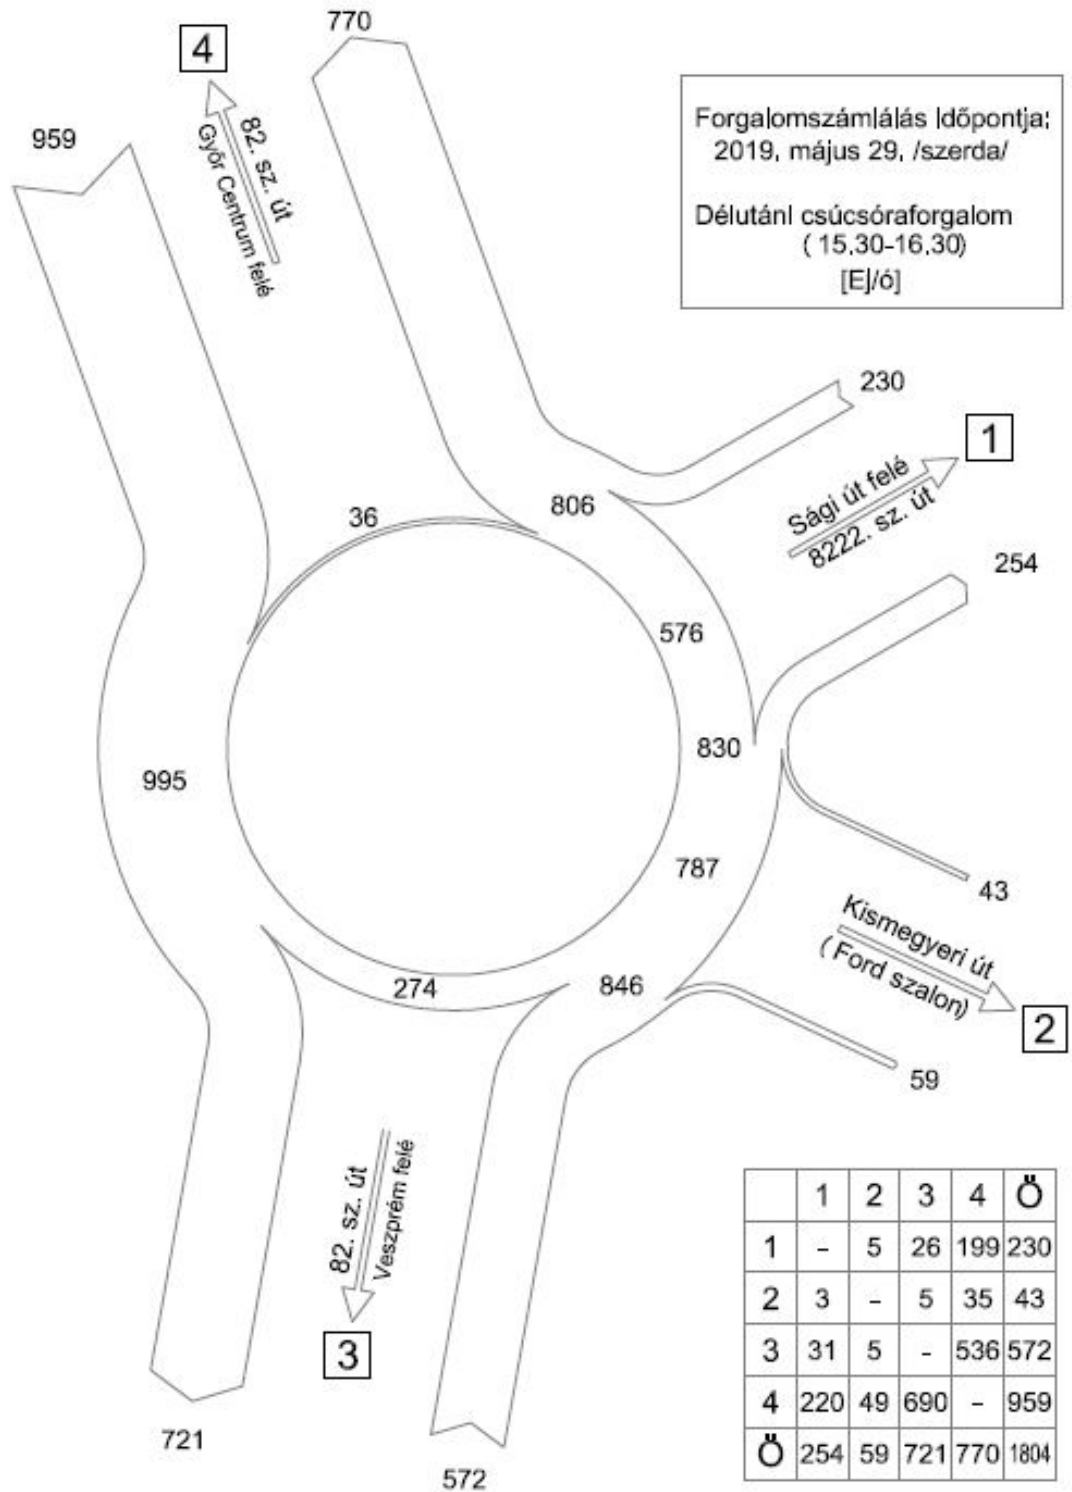 770
4
959
82. sz. út
Győr Centrum felé
Forgalomszámlálás Időpontja:
2019. május 29. /szerda/
Délutáni csúcsóraforgalom
( 15.30-16.30)
[E]/ó]
230
1
Sági út felé
8222. sz. út
806
36
254
576
830
995
787
43
Kismegyeri út
( Ford szalon)
274
846
2
59
82. sz. út
Veszprém felé
3
721
572
1 2 3 4 Ö
1 - 5 26 199 230
2 3 - 5 35 43
3 31 5 - 536 572
4 220 49 690 - 959
Ö 254 59 721 770 1804